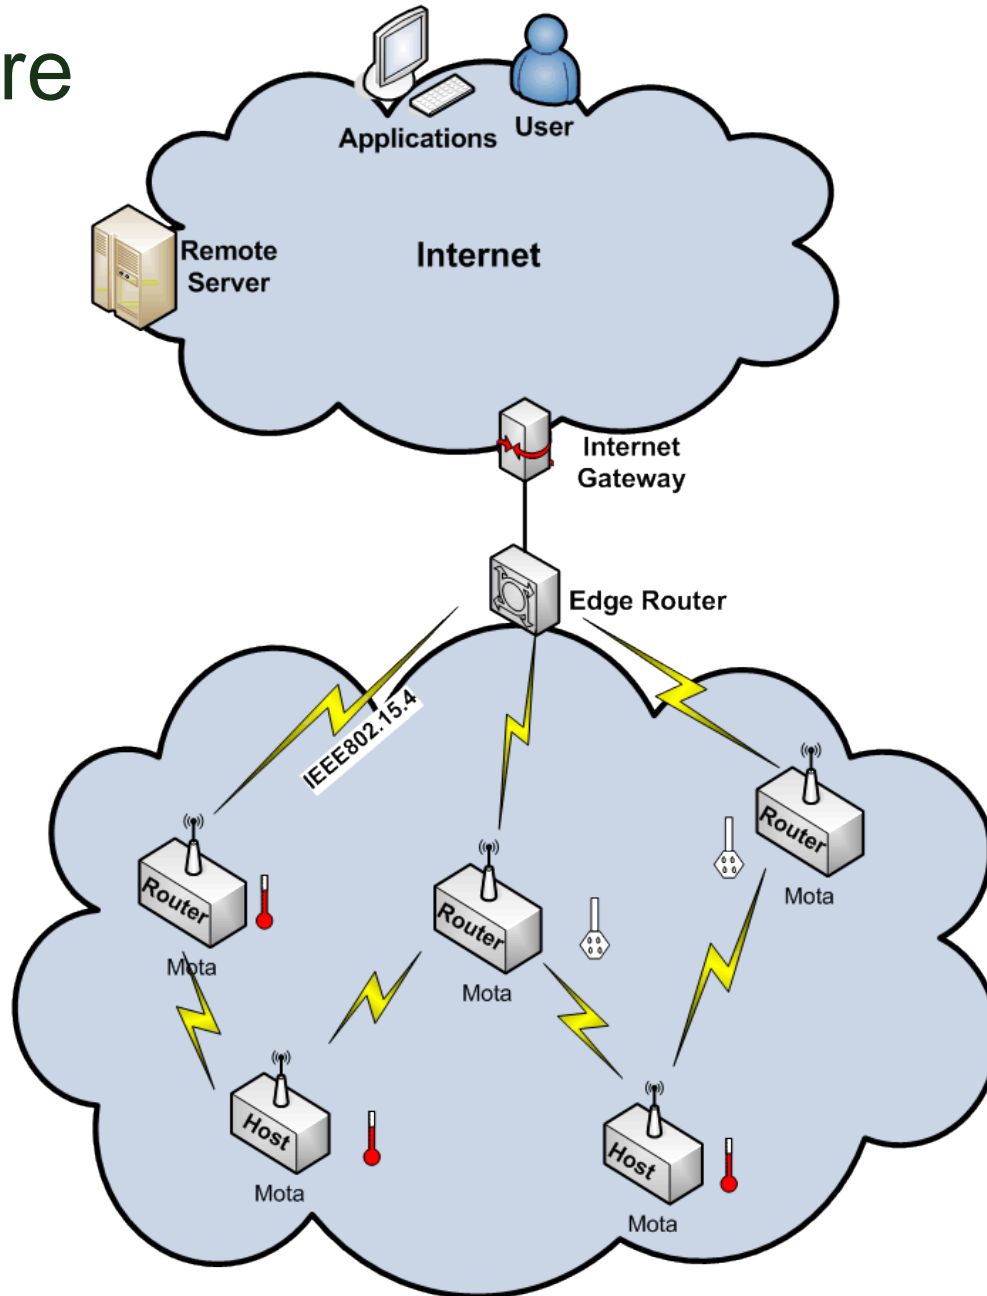 re
Applications
User
Remote
Server
Internet
Internet
Gateway
Edge Router
IEEE802.15.4
Router
Mota
Router
Mota
Router
Mota
Host
Mota
Host
Mota